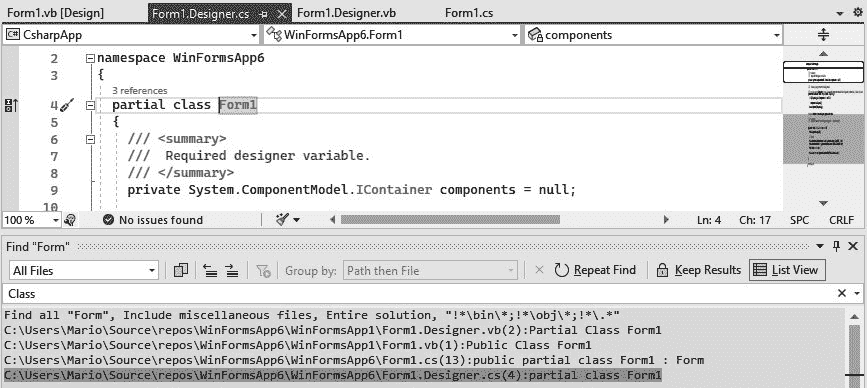 Form1.vb [Design] Form1.Designer.cs Form1.Designer.vb Form1.cs
CsharpApp WinFormsApp6.Form1 components
2 namespace WinFormsApp6
3 {
3 references
4 partial class Form1
5 {
6 /// <summary>
7 /// Required designer variable.
8 /// </summary>
9 private System.ComponentModel.IContainer components = null;
10
100 % No issues found Ln: 4 Ch: 17 SPC CRLF
Find "Form"
All Files Group by: Path then File Repeat Find Keep Results List View
Class
Find all "Form", Include miscellaneous files, Entire solution, "!*\bin\*;!*\obj\*;!*\.*"
C:\Users\Mario\Source\repos\WinFormsApp6\WinFormsApp1\Form1.Designer.vb(2):Partial Class Form1
C:\Users\Mario\Source\repos\WinFormsApp6\WinFormsApp1\Form1.vb(1):Public Class Form1
C:\Users\Mario\Source\repos\WinFormsApp6\WinFormsApp6\Form1.cs(13):public partial class Form1 : Form
C:\Users\Mario\Source\repos\WinFormsApp6\WinFormsApp6\Form1.Designer.cs(4):partial class Form1